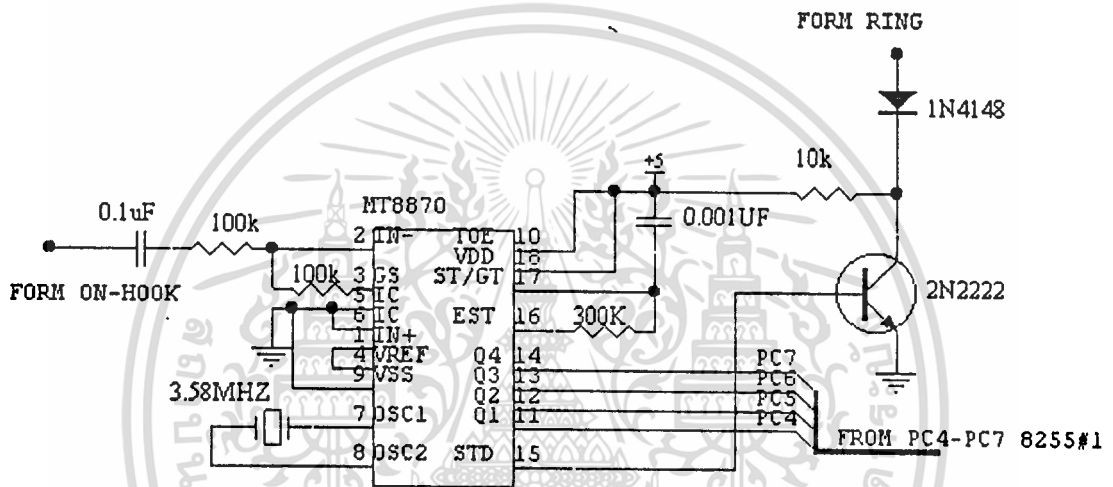 FORM RING
1N4148
10k
+5
0.001UF
0.1uF
100k
MT8870
2 IN-
TOE 10
VDD 18
ST/GT 17
FORM ON-HOOK
100k
3 GS
5 IC
6 IC
1 IN+
4 VREF
9 VSS
EST 16
300K
2N2222
Q4 14
Q3 13
Q2 12
Q1 11
PC7
PC6
PC5
PC4
3.58MHZ
7 OSC1
8 OSC2
STD 15
FROM PC4-PC7 8255#1